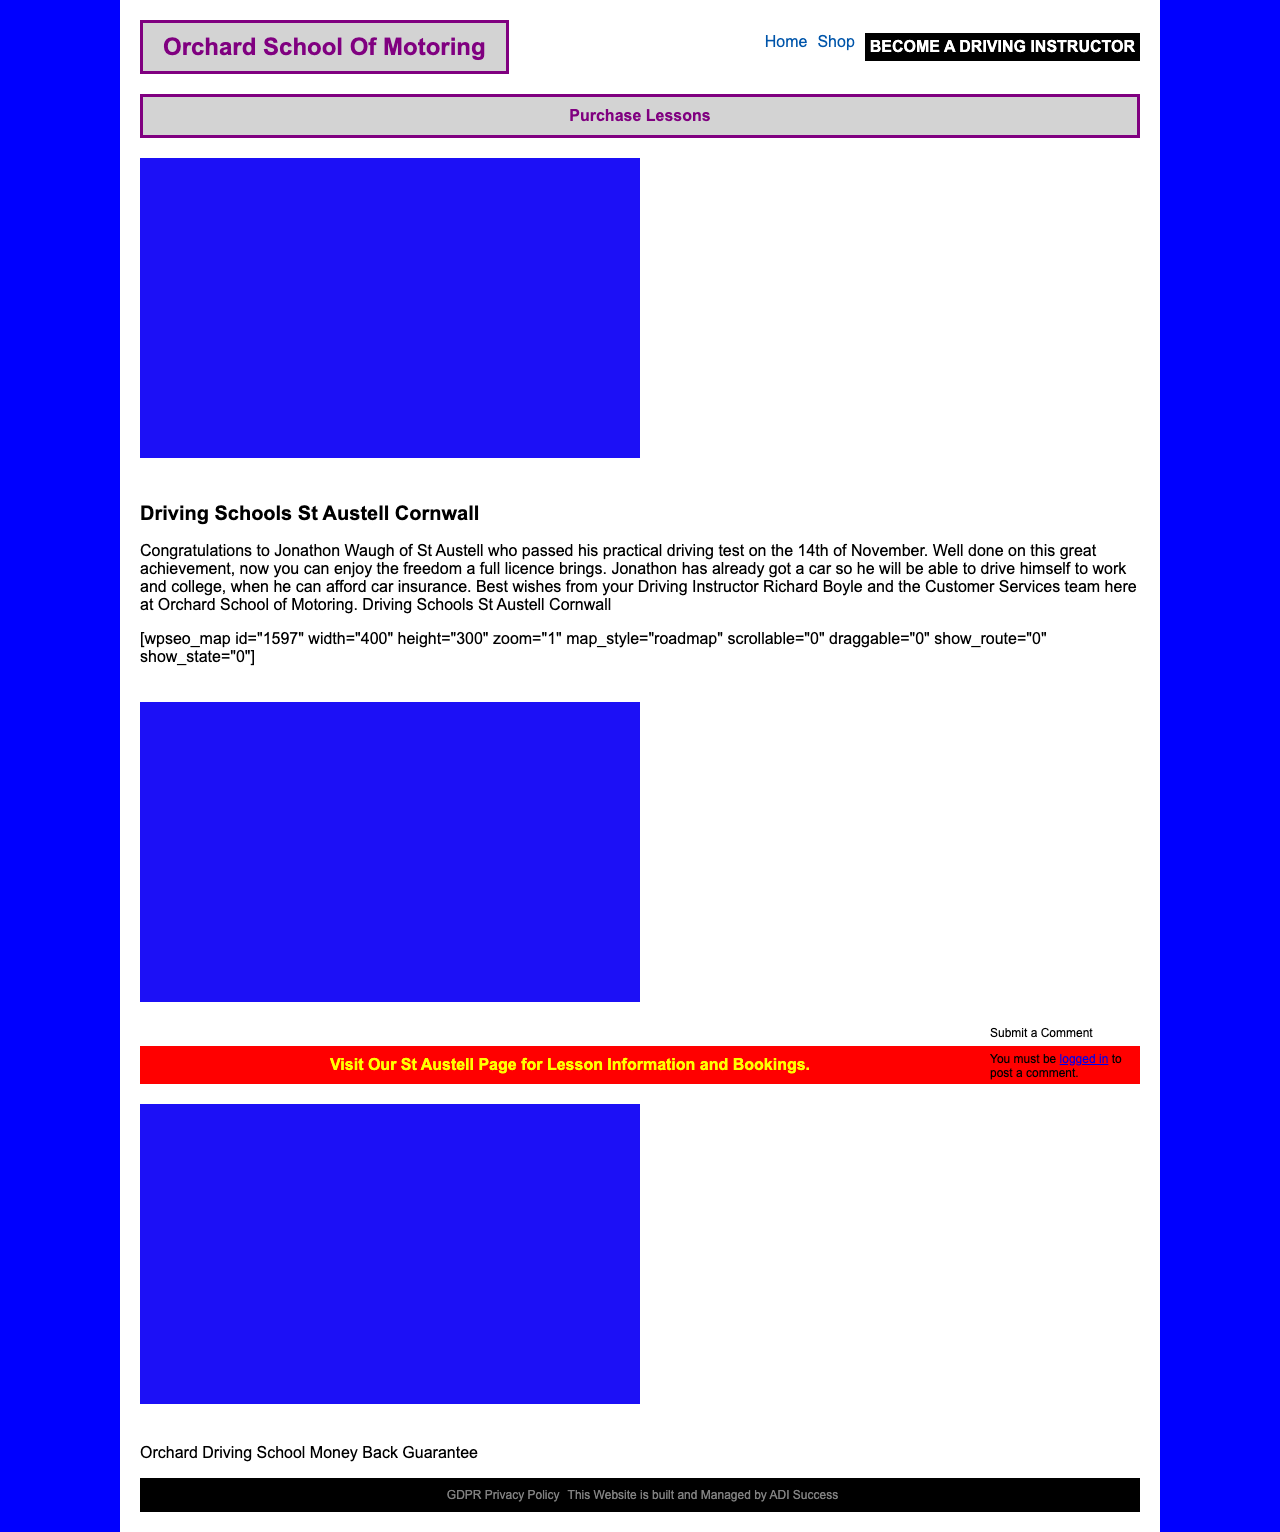 Orchard School Of Motoring
Home Shop BECOME A DRIVING INSTRUCTOR
Purchase Lessons
Driving Schools St Austell Cornwall
Congratulations to Jonathon Waugh of St Austell who passed his practical driving test on the 14th of November. Well done on this great
achievement, now you can enjoy the freedom a full licence brings. Jonathon has already got a car so he will be able to drive himself to work
and college, when he can afford car insurance. Best wishes from your Driving Instructor Richard Boyle and the Customer Services team here
at Orchard School of Motoring. Driving Schools St Austell Cornwall
[wpseo_map id="1597" width="400" height="300" zoom="1" map_style="roadmap" scrollable="0" draggable="0" show_route="0"
show_state="0"]
Submit a Comment
Visit Our St Austell Page for Lesson Information and Bookings.
You must be logged in to
post a comment.
Orchard Driving School Money Back Guarantee
GDPR Privacy Policy This Website is built and Managed by ADI Success